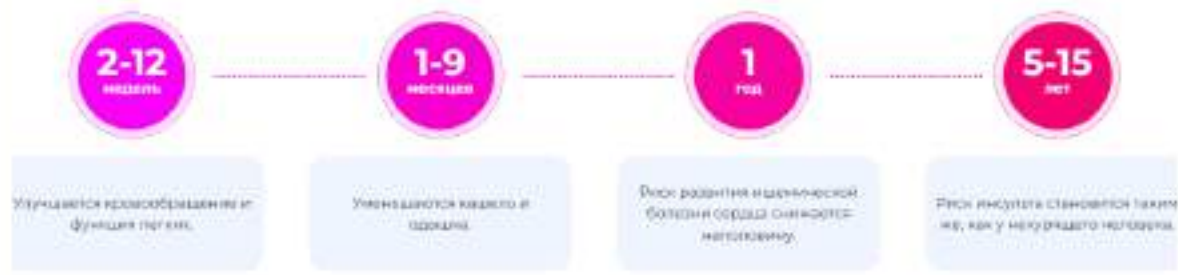 2-12
недель
1-9
месяцев
1
год
5-15
лет
Улучшается кровообращение и
функция легких.
Уменьшаются кашель и
одышка.
Риск развития ишемической
болезни сердца снижается
наполовину.
Риск инсульта становится таким
же, как у некурящего человека.